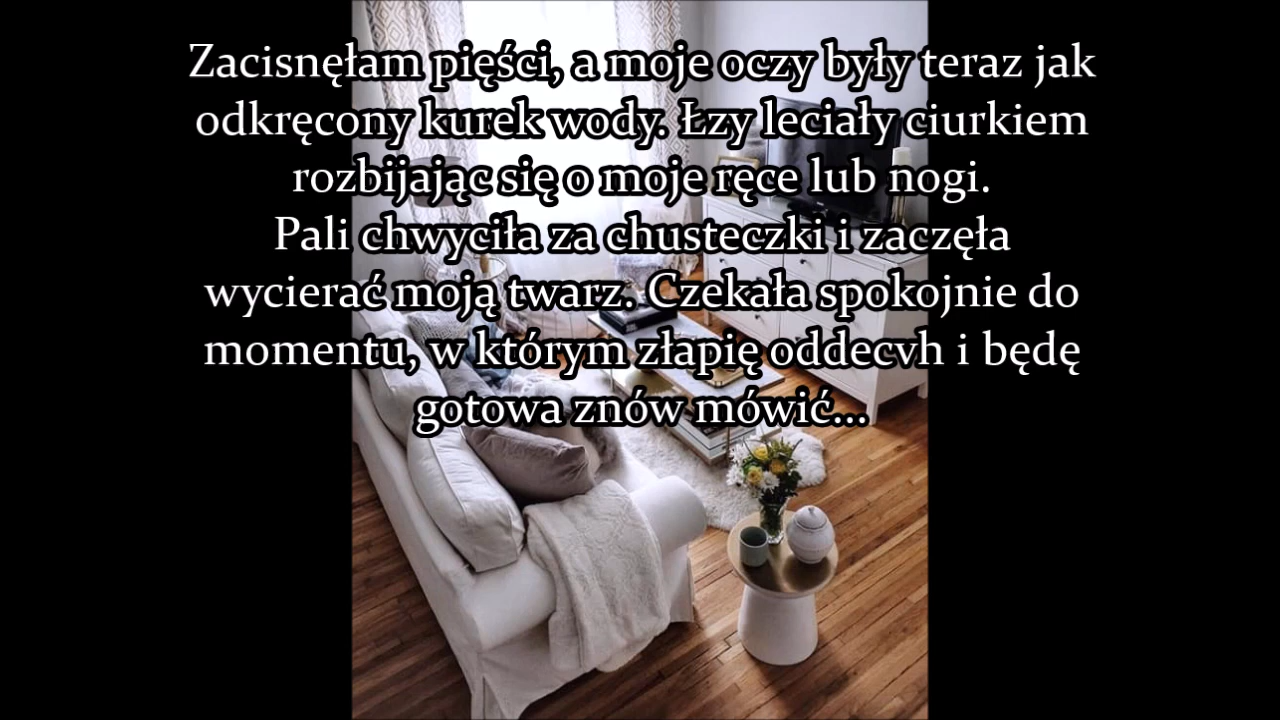 Zacisnęłam pięści, a moje oczy były teraz jak
odkręcony kurek wody. Łzy leciały ciurkiem
rozbijając się o moje ręce lub nogi.
Pali chwyciła za chusteczki i zaczęła
wycierać moją twarz. Czekała spokojnie do
momentu, w którym złapię oddecvh i będę
gotowa znów mówić...